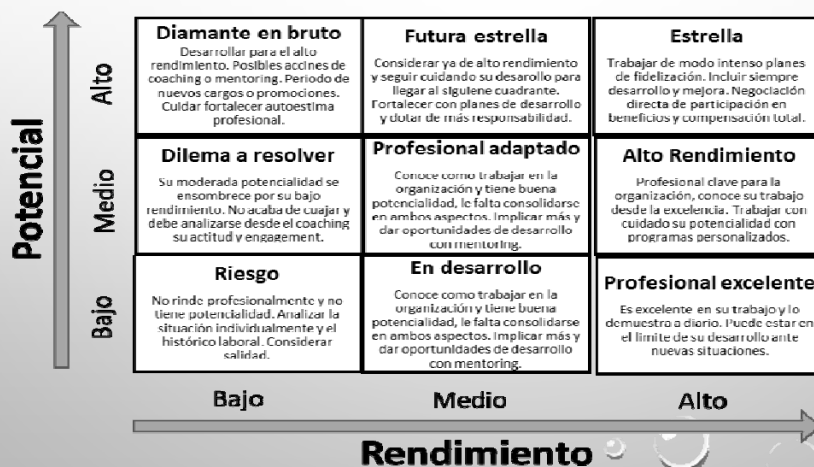 Potencial
Alto
Medio
Bajo
Diamante en bruto
Desarrollar para el alto
rendimiento. Posibles accines de
coaching o mentoring. Periodo de
nuevos cargos o promociones.
Cuidar fortalecer autoestima
profesional.
Futura estrella
Considerar ya de alto rendimiento
y seguir cuidando su desarollo para
llegar al siguiene cuadrante.
Fortalecer con planes de desarrollo
y dotar de más responsabilidad.
Estrella
Trabajar de modo intenso planes
de fidelización. Incluir siempre
desarrollo y mejora. Negociación
directa de participación en
beneficios y compensación total.
Dilema a resolver
Su moderada potencialidad se
ensombrece por su bajo
rendimiento. No acaba de cuajar y
debe analizarse desde el coaching
su actitud y engagement.
Profesional adaptado
Conoce como trabajar en la
organización y tiene buena
potencialidad, le falta consolidarse
en ambos aspectos. Implicar más y
dar oportunidades de desarrollo
con mentoring.
Alto Rendimiento
Profesional clave para la
organización, conoce su trabajo
desde la excelencia. Trabajar con
cuidado su potencialidad con
programas personalizados.
Riesgo
No rinde profesionalmente y no
tiene potencialidad. Analizar la
situación individualmente y el
histórico laboral. Considerar
salidad.
En desarrollo
Conoce como trabajar en la
organización y tiene buena
potencialidad, le falta consolidarse
en ambos aspectos. Implicar más y
dar oportunidades de desarrollo
con mentoring.
Profesional excelente
Es excelente en su trabajo y lo
demuestra a diario. Puede estar en
el limite de su desarrollo ante
nuevas situaciones.
Bajo
Medio
Alto
Rendimiento